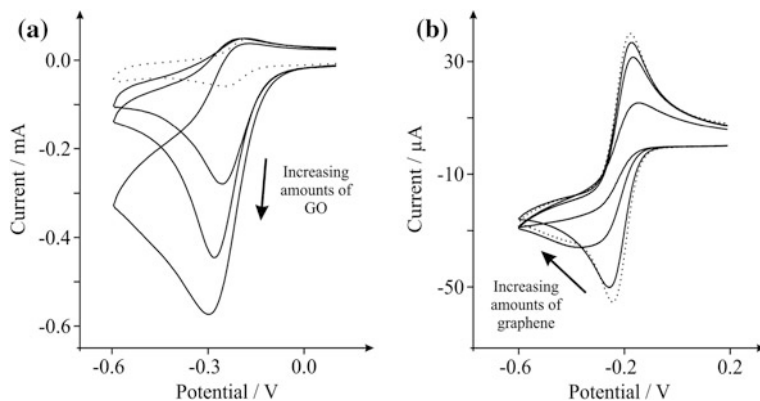 (a)
0.0
-0.2
-0.4
-0.6
Current / mA
Increasing
amounts of
GO
-0.6
-0.3
0.0
Potential / V
(b)
30
-10
-50
Current / µA
Increasing
amounts of
graphene
-0.6
-0.2
0.2
Potential / V